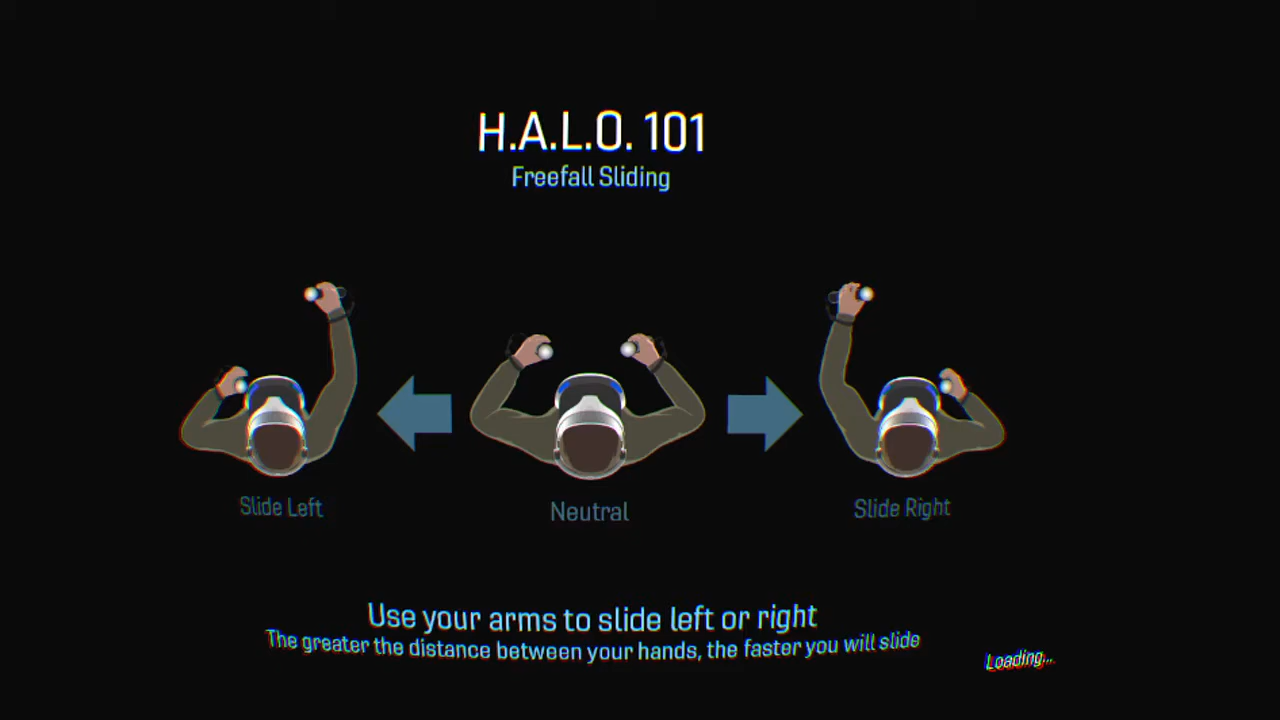 H.A.L.O. 101
Freefall Sliding
Slide Left
Neutral
Slide Right
Use your arms to slide left or right
The greater the distance between your hands, the faster you will slide
Loading...